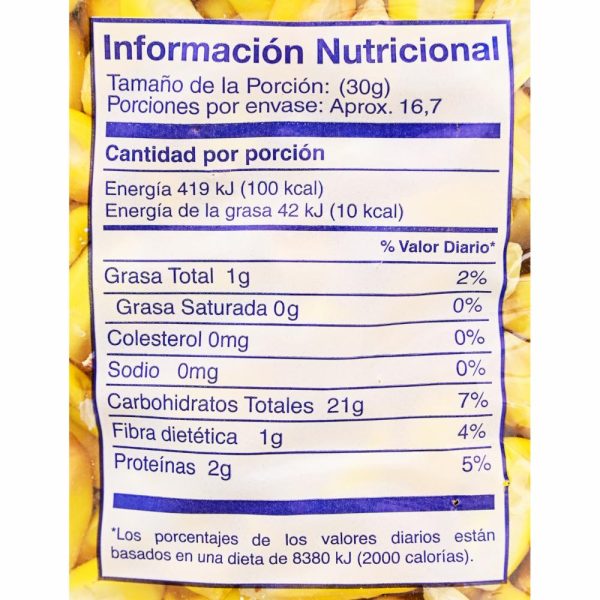 Información Nutricional
Tamaño de la Porción: (30g)
Porciones por envase: Aprox. 16,7
Cantidad por porción
Energía 419 kJ (100 kcal)
Energía de la grasa 42 kJ (10 kcal)
% Valor Diario*
Grasa Total 1g 2%
Grasa Saturada 0g 0%
Colesterol 0mg 0%
Sodio 0mg 0%
Carbohidratos Totales 21g 7%
Fibra dietética 1g 4%
Proteínas 2g 5%
*Los porcentajes de los valores diarios están
basados en una dieta de 8380 kJ (2000 calorías).